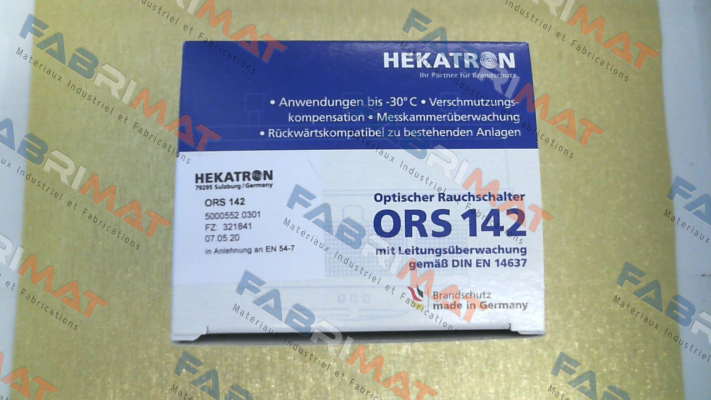 HEKATRON
Ihr Partner für Brandschutz
• Anwendungen bis -30°C • Verschmutzungs-
kompensation • Messkammerüberwachung
• Rückwärtskompatibel zu bestehenden Anlagen
HEKATRON
79295 Sulzburg / Germany
ORS 142
5000552.0301
FZ: 321841
07.05.20
in Anlehnung an EN 54-7
Optischer Rauchschalter
ORS 142
mit Leitungsüberwachung
gemäß DIN EN 14637
Brandschutz
made in Germany
FABRIMAT
Materiaux Industriel et Fabrications